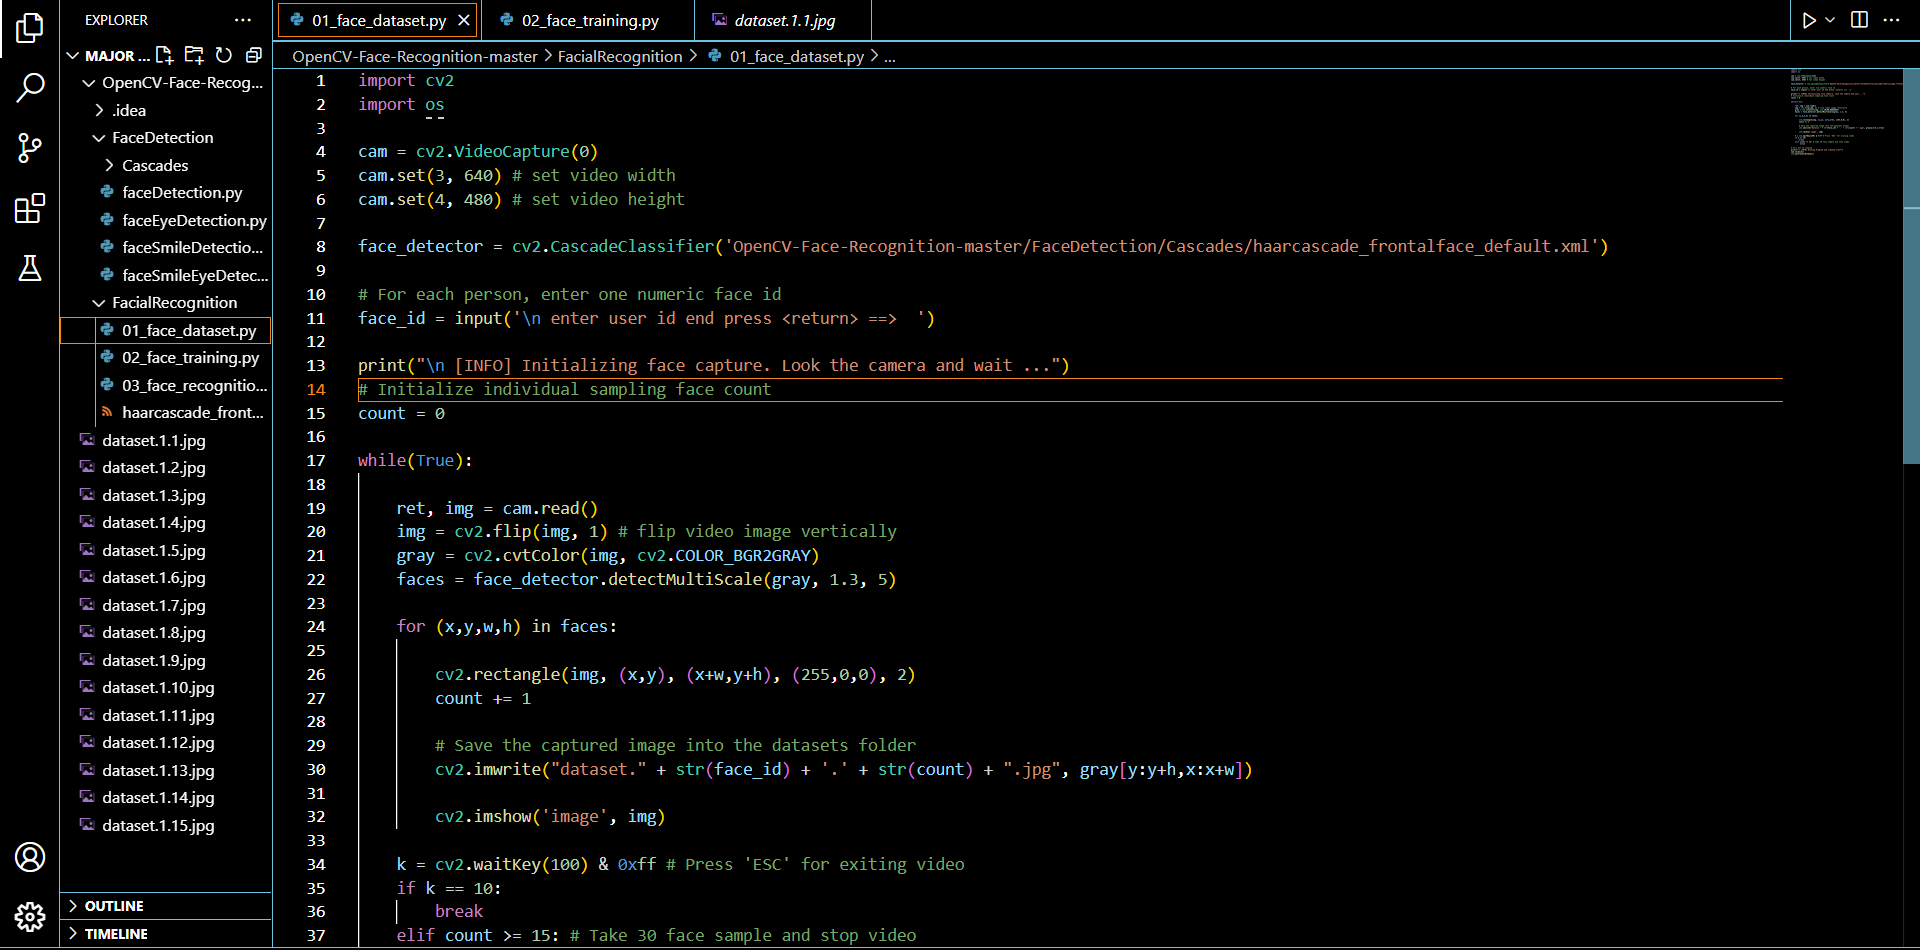 EXPLORER
MAJOR ...
OpenCV-Face-Recog...
.idea
FaceDetection
Cascades
faceDetection.py
faceEyeDetection.py
faceSmileDetectio...
faceSmileEyeDetec...
FacialRecognition
01_face_dataset.py
02_face_training.py
03_face_recognitio...
haarcascade_front...
dataset.1.1.jpg
dataset.1.2.jpg
dataset.1.3.jpg
dataset.1.4.jpg
dataset.1.5.jpg
dataset.1.6.jpg
dataset.1.7.jpg
dataset.1.8.jpg
dataset.1.9.jpg
dataset.1.10.jpg
dataset.1.11.jpg
dataset.1.12.jpg
dataset.1.13.jpg
dataset.1.14.jpg
dataset.1.15.jpg
OUTLINE
TIMELINE
01_face_dataset.py 02_face_training.py dataset.1.1.jpg
OpenCV-Face-Recognition-master > FacialRecognition > 01_face_dataset.py > ...
1 import cv2
2 import os
3
4 cam = cv2.VideoCapture(0)
5 cam.set(3, 640) # set video width
6 cam.set(4, 480) # set video height
7
8 face_detector = cv2.CascadeClassifier('OpenCV-Face-Recognition-master/FaceDetection/Cascades/haarcascade_frontalface_default.xml')
9
10 # For each person, enter one numeric face id
11 face_id = input('\n enter user id end press <return> ==>  ')
12
13 print("\n [INFO] Initializing face capture. Look the camera and wait ...")
14 # Initialize individual sampling face count
15 count = 0
16
17 while(True):
18
19 ret, img = cam.read()
20 img = cv2.flip(img, 1) # flip video image vertically
21 gray = cv2.cvtColor(img, cv2.COLOR_BGR2GRAY)
22 faces = face_detector.detectMultiScale(gray, 1.3, 5)
23
24 for (x,y,w,h) in faces:
25
26 cv2.rectangle(img, (x,y), (x+w,y+h), (255,0,0), 2)
27 count += 1
28
29 # Save the captured image into the datasets folder
30 cv2.imwrite("dataset." + str(face_id) + '.' + str(count) + ".jpg", gray[y:y+h,x:x+w])
31
32 cv2.imshow('image', img)
33
34 k = cv2.waitKey(100) & 0xff # Press 'ESC' for exiting video
35 if k == 10:
36 break
37 elif count >= 15: # Take 30 face sample and stop video